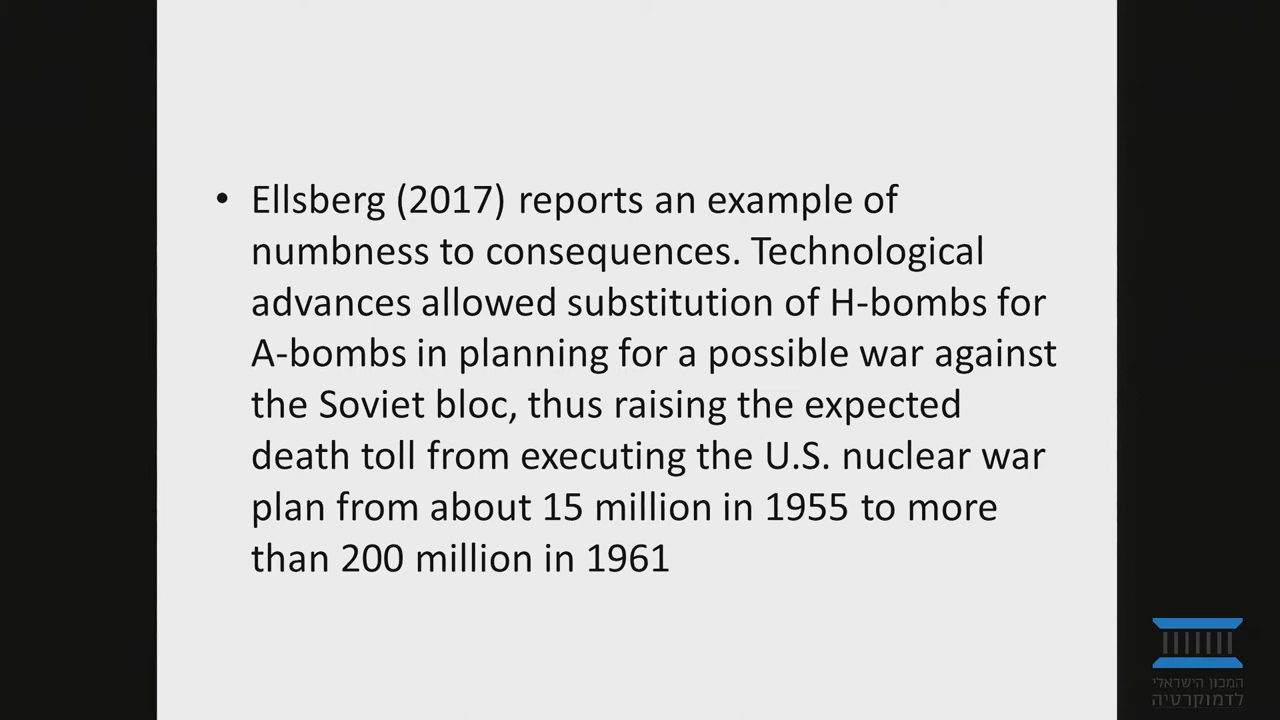 • Ellsberg (2017) reports an example of
numbness to consequences. Technological
advances allowed substitution of H-bombs for
A-bombs in planning for a possible war against
the Soviet bloc, thus raising the expected
death toll from executing the U.S. nuclear war
plan from about 15 million in 1955 to more
than 200 million in 1961
המכון הישראלי
לדמוקרטיה